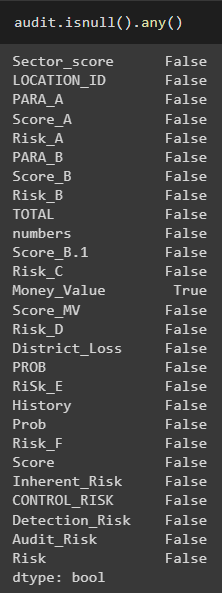 audit.isnull().any()
Sector_score False
LOCATION_ID False
PARA_A False
Score_A False
Risk_A False
PARA_B False
Score_B False
Risk_B False
TOTAL False
numbers False
Score_B.1 False
Risk_C False
Money_Value True
Score_MV False
Risk_D False
District_Loss False
PROB False
RiSk_E False
History False
Prob False
Risk_F False
Score False
Inherent_Risk False
CONTROL_RISK False
Detection_Risk False
Audit_Risk False
Risk False
dtype: bool